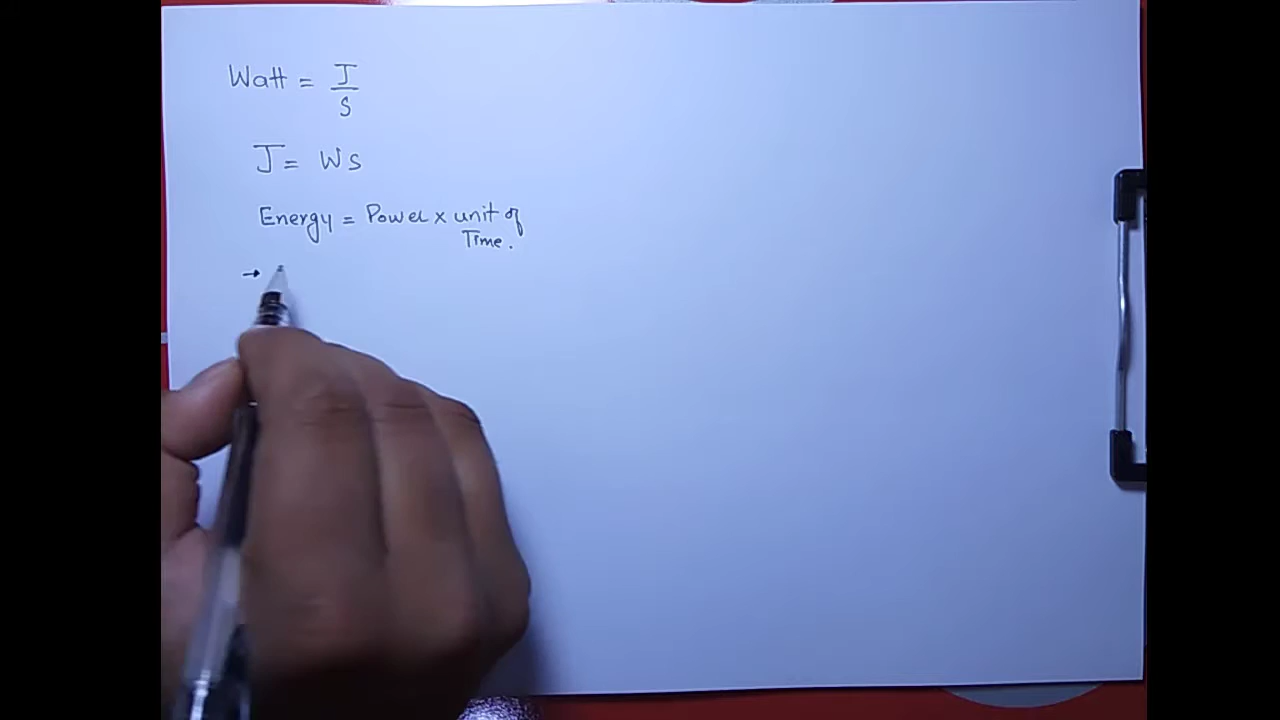 Watt = J/S
J = WS
Energy = Power x unit of
Time.
→